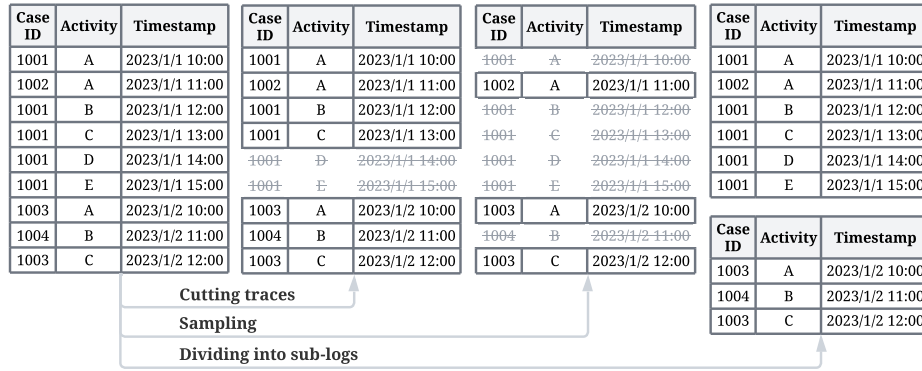 Case ID Activity Timestamp
1001 A 2023/1/1 10:00
1002 A 2023/1/1 11:00
1001 B 2023/1/1 12:00
1001 C 2023/1/1 13:00
1001 D 2023/1/1 14:00
1001 E 2023/1/1 15:00
1003 A 2023/1/2 10:00
1004 B 2023/1/2 11:00
1003 C 2023/1/2 12:00
Case ID Activity Timestamp
1001 A 2023/1/1 10:00
1002 A 2023/1/1 11:00
1001 B 2023/1/1 12:00
1001 C 2023/1/1 13:00
1001 D 2023/1/1 14:00
1001 E 2023/1/1 15:00
1003 A 2023/1/2 10:00
1004 B 2023/1/2 11:00
1003 C 2023/1/2 12:00
Case ID Activity Timestamp
1001 A 2023/1/1 10:00
1002 A 2023/1/1 11:00
1001 B 2023/1/1 12:00
1001 C 2023/1/1 13:00
1001 D 2023/1/1 14:00
1001 E 2023/1/1 15:00
1003 A 2023/1/2 10:00
1004 B 2023/1/2 11:00
1003 C 2023/1/2 12:00
Case ID Activity Timestamp
1001 A 2023/1/1 10:00
1002 A 2023/1/1 11:00
1001 B 2023/1/1 12:00
1001 C 2023/1/1 13:00
1001 D 2023/1/1 14:00
1001 E 2023/1/1 15:00
Case ID Activity Timestamp
1003 A 2023/1/2 10:00
1004 B 2023/1/2 11:00
1003 C 2023/1/2 12:00
Cutting traces
Sampling
Dividing into sub-logs